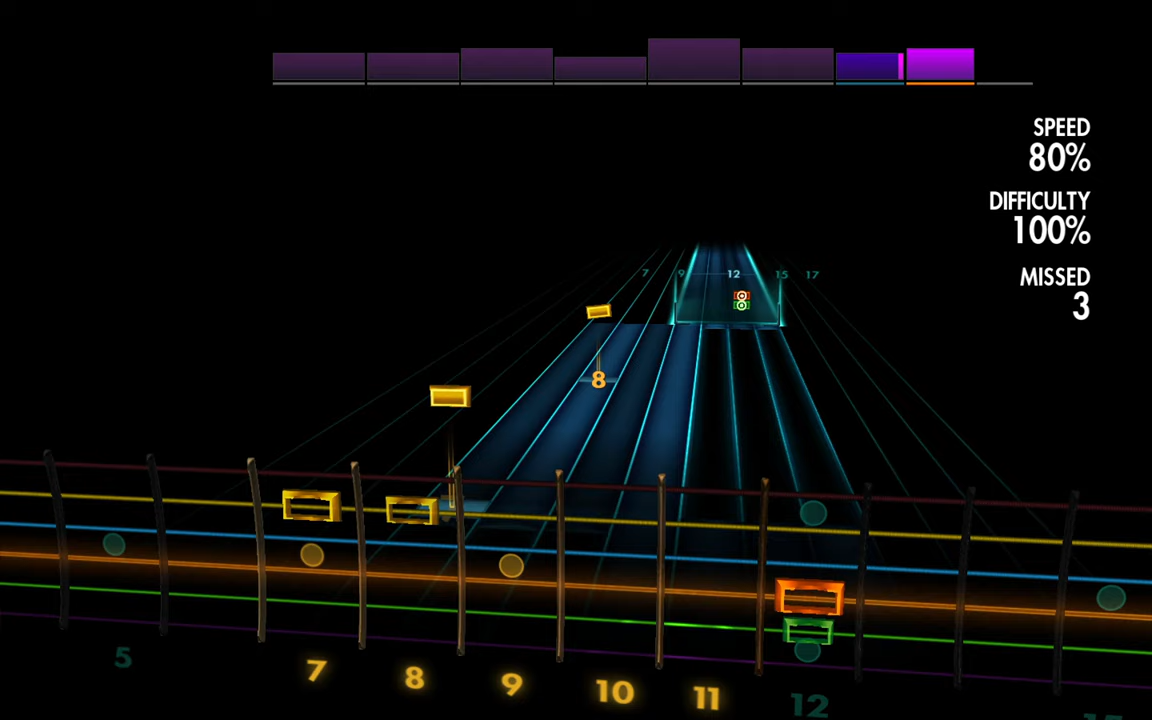 SPEED
80%
DIFFICULTY
100%
MISSED
3
7 9 12 15 17
8
5 7 8 9 10 11 12